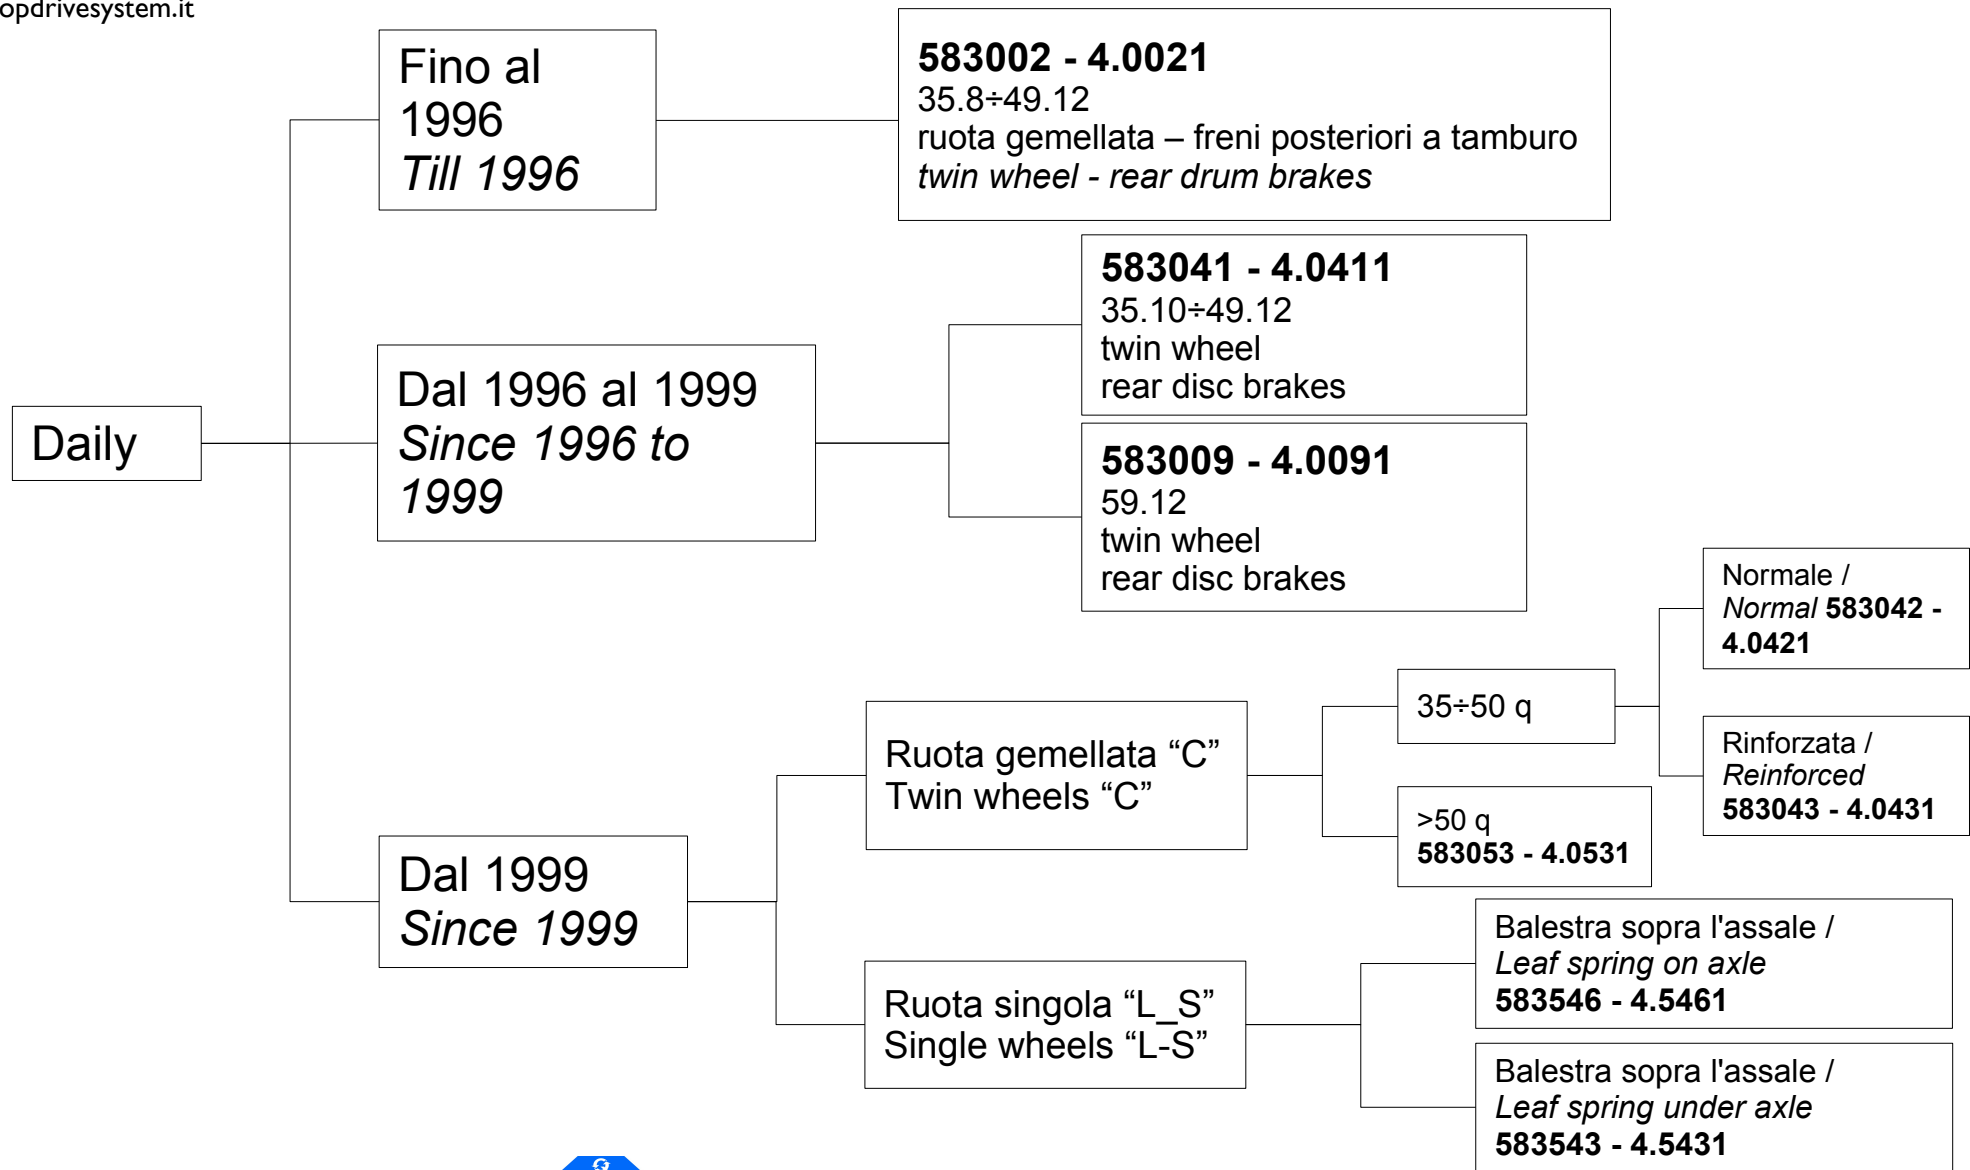 opdrivesystem.it
Fino al
1996
Till 1996
583002 - 4.0021
35.8÷49.12
ruota gemellata – freni posteriori a tamburo
twin wheel - rear drum brakes
583041 - 4.0411
35.10÷49.12
twin wheel
rear disc brakes
Daily
Dal 1996 al 1999
Since 1996 to
1999
583009 - 4.0091
59.12
twin wheel
rear disc brakes
Normale /
Normal 583042 -
4.0421
35÷50 q
Ruota gemellata “C”
Twin wheels “C”
Rinforzata /
Reinforced
583043 - 4.0431
>50 q
583053 - 4.0531
Dal 1999
Since 1999
Balestra sopra l'assale /
Leaf spring on axle
583546 - 4.5461
Ruota singola “L_S”
Single wheels “L-S”
Balestra sopra l'assale /
Leaf spring under axle
583543 - 4.5431